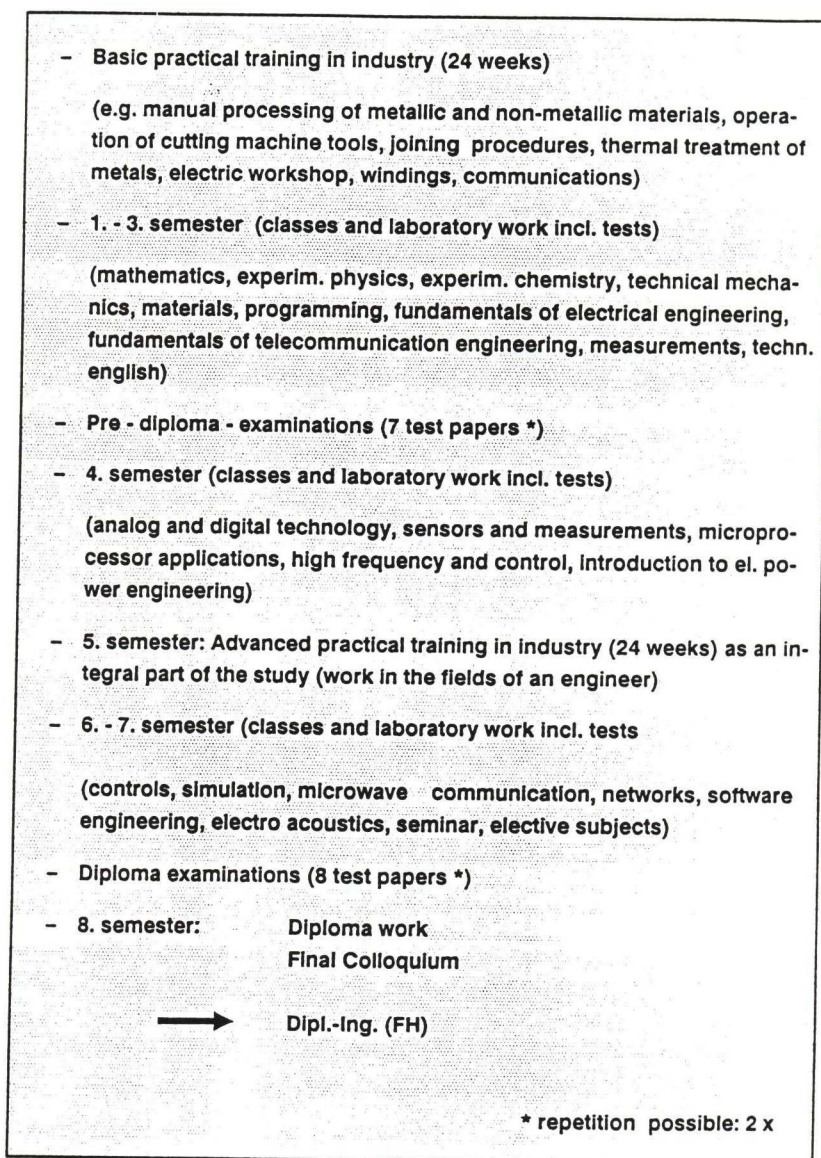 - Basic practical training in industry (24 weeks)
(e.g. manual processing of metallic and non-metallic materials, opera-
tion of cutting machine tools, joining procedures, thermal treatment of
metals, electric workshop, windings, communications)
- 1. - 3. semester (classes and laboratory work incl. tests)
(mathematics, experim. physics, experim. chemistry, technical mecha-
nics, materials, programming, fundamentals of electrical engineering,
fundamentals of telecommunication engineering, measurements, techn.
english)
- Pre - diploma - examinations (7 test papers *)
- 4. semester (classes and laboratory work incl. tests)
(analog and digital technology, sensors and measurements, micropro-
cessor applications, high frequency and control, introduction to el. po-
wer engineering)
- 5. semester: Advanced practical training in industry (24 weeks) as an in-
tegral part of the study (work in the fields of an engineer)
- 6. - 7. semester (classes and laboratory work incl. tests
(controls, simulation, microwave communication, networks, software
engineering, electro acoustics, seminar, elective subjects)
- Diploma examinations (8 test papers *)
- 8. semester: Diploma work
Final Colloquium
Dipl.-Ing. (FH)
* repetition possible: 2 x